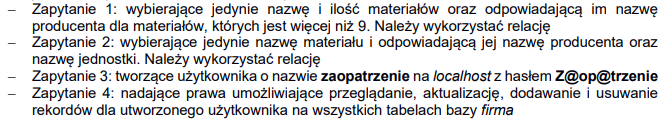 – Zapytanie 1: wybierające jedynie nazwę i ilość materiałów oraz odpowiadającą im nazwę
producenta dla materiałów, których jest więcej niż 9. Należy wykorzystać relację
– Zapytanie 2: wybierające jedynie nazwę materiału i odpowiadającą jej nazwę producenta oraz
nazwę jednostki. Należy wykorzystać relację
– Zapytanie 3: tworzące użytkownika o nazwie zaopatrzenie na localhost z hasłem Z@op@trzenie
– Zapytanie 4: nadające prawa umożliwiające przeglądanie, aktualizację, dodawanie i usuwanie
rekordów dla utworzonego użytkownika na wszystkich tabelach bazy firma